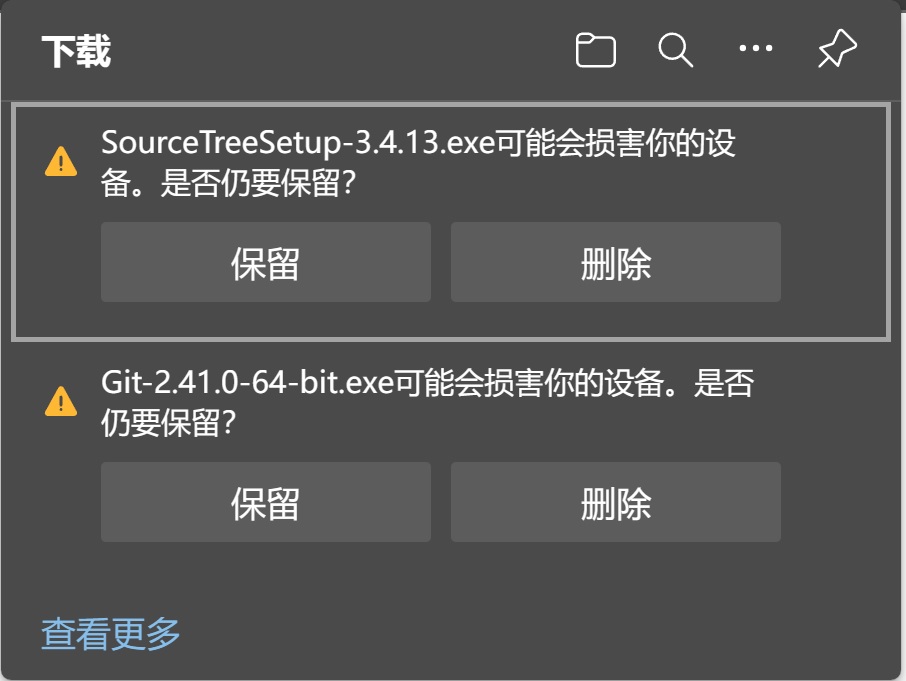 下载
SourceTreeSetup-3.4.13.exe可能会损害你的设
备。是否仍要保留?
保留 删除
Git-2.41.0-64-bit.exe可能会损害你的设备。是否
仍要保留?
保留 删除
查看更多